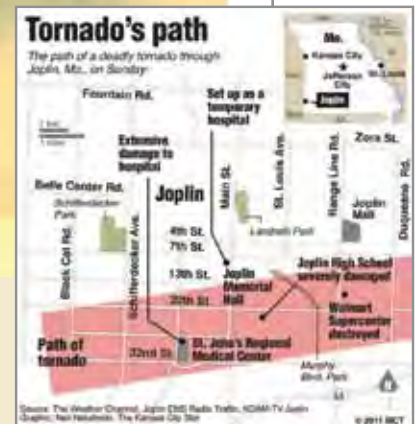 Tornado's path
The path of a deadly tornado through
Joplin, Mo., on Sunday
Mo.
Kansas City
Jefferson
City
St. Louis
Joplin
Fountain Rd.
Set up as a
temporary
hospital
Extensive
damage to
hospital
Zora St.
Belle Center Rd.
Schifferdecker
Park
Joplin
Main St.
St. Louis Ave.
Range Line Rd.
Duquesne Rd.
Joplin
Mall
Landreth Park
Black Cat Rd.
Schifferdecker Ave.
4th St.
7th St.
13th St.
Joplin
Memorial
Hall
20th St.
Joplin High School
severely damaged
Walmart
Supercenter
destroyed
Path of
tornado
32nd St.
St. John's Regional
Medical Center
Murphy
Blvd. Park
N
Source: The Weather Channel, Joplin EMS Radio Traffic, KOAM-TV Joplin
Graphic: Neil Nakahodo, The Kansas City Star
© 2011 MCT